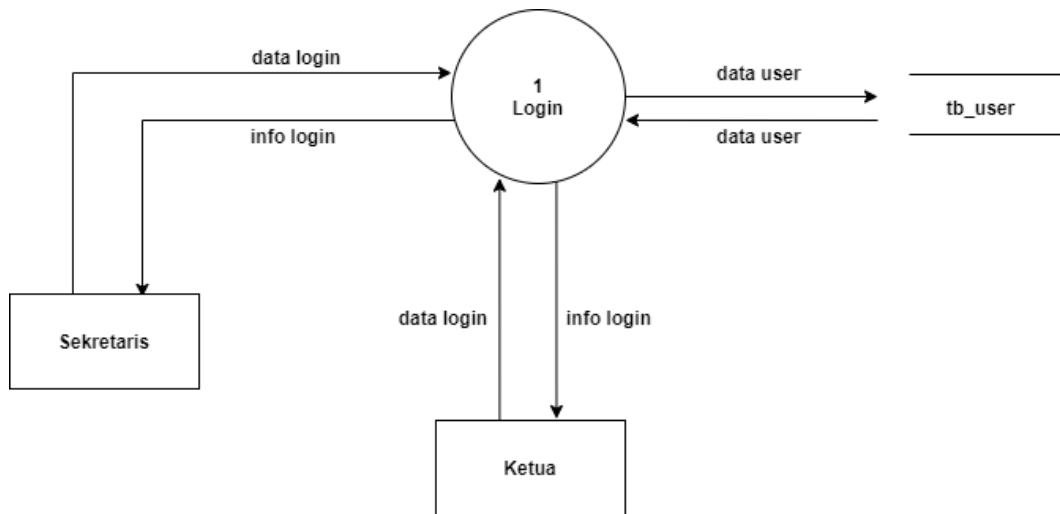 data login
1
Login
data user
tb_user
info login
data user
data login
info login
Sekretaris
Ketua